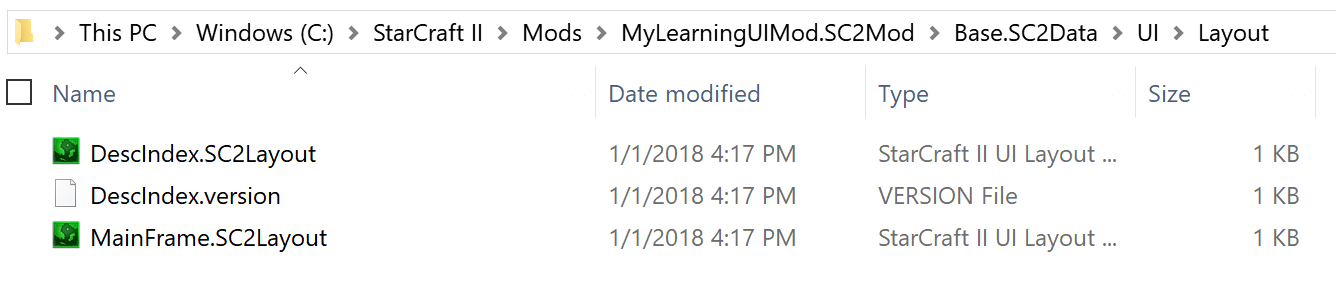 This PC > Windows (C:) > StarCraft II > Mods > MyLearningUIMod.SC2Mod > Base.SC2Data > UI > Layout
Name Date modified Type Size
DescIndex.SC2Layout 1/1/2018 4:17 PM StarCraft II UI Layout ... 1 KB
DescIndex.version 1/1/2018 4:17 PM VERSION File 1 KB
MainFrame.SC2Layout 1/1/2018 4:17 PM StarCraft II UI Layout ... 1 KB